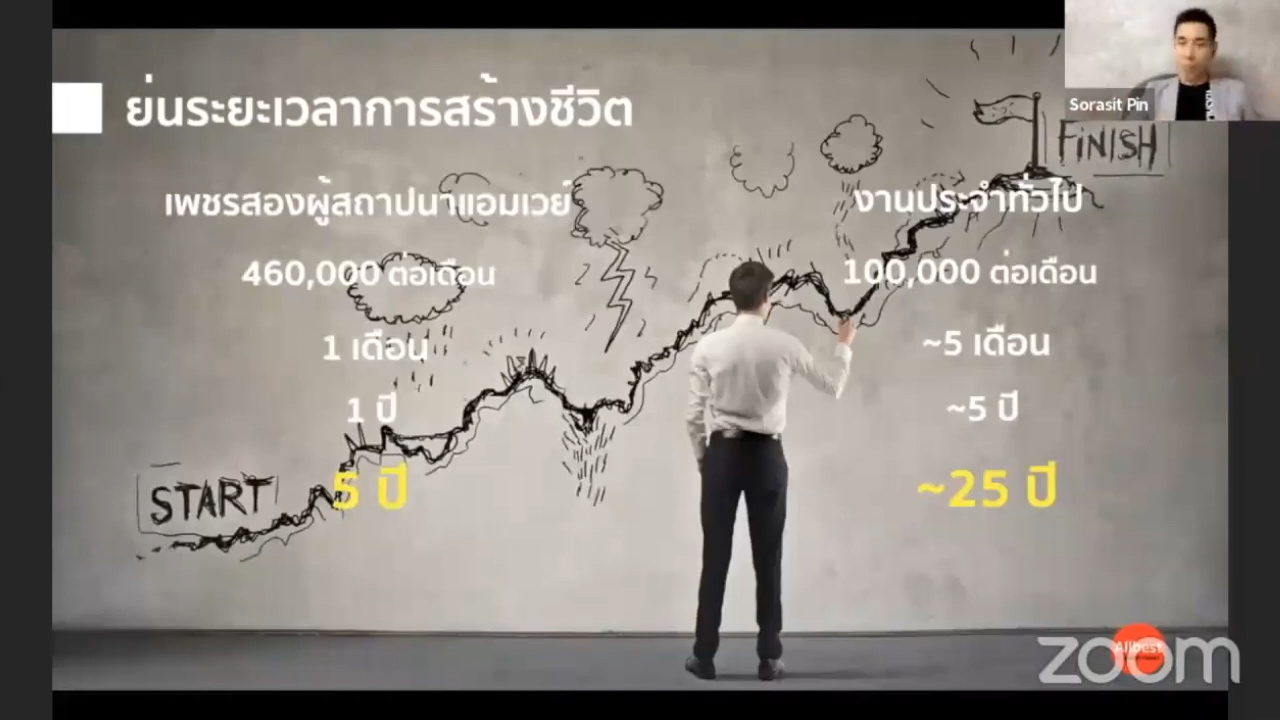 Sorasit Pin
ย่นระยะเวลาการสร้างชีวิต
FiNISH
เพชรสองผู้สถาปนาแอมเวย์
งานประจำทั่วไป
460,000 ต่อเดือน
100,000 ต่อเดือน
1 เดือน
~5 เดือน
1 ปี
~5 ปี
START
5 ปี
~25 ปี
Allbest
zoom